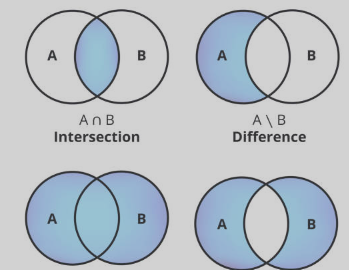 A B
A B
A ∩ B
Intersection
A \ B
Difference
A B
A B